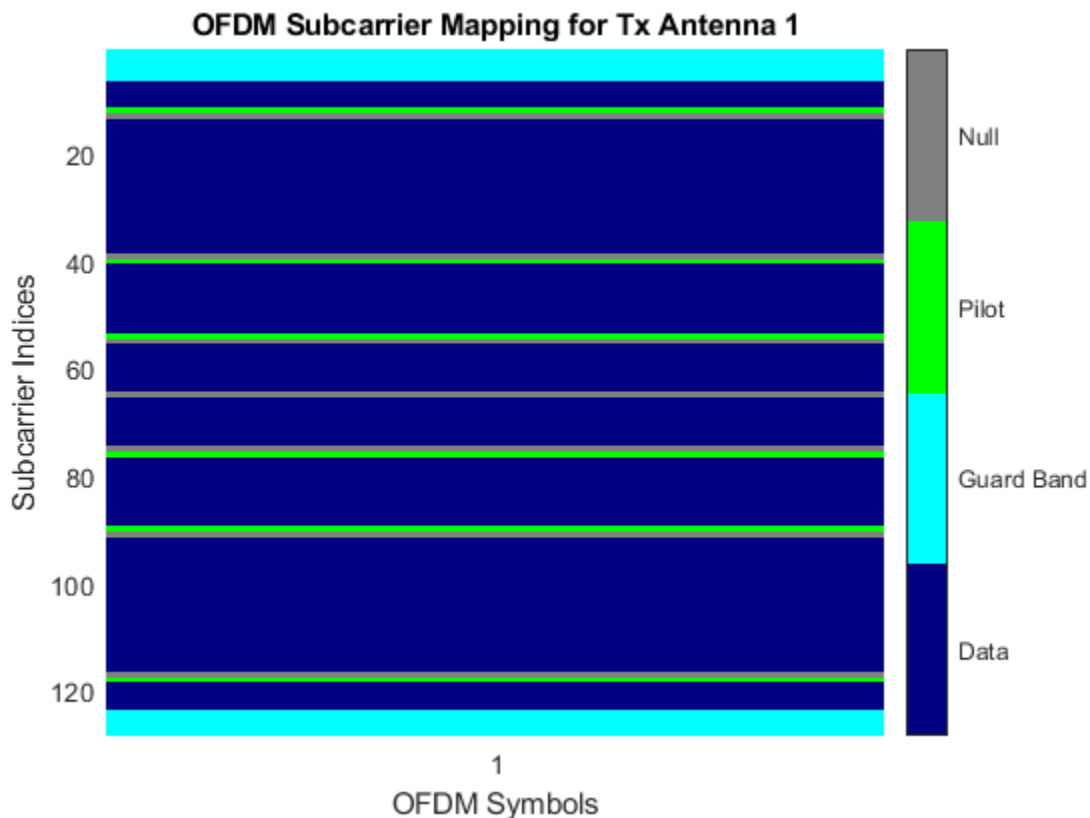 OFDM Subcarrier Mapping for Tx Antenna 1
Subcarrier Indices
20
40
60
80
100
120
1
OFDM Symbols
Null
Pilot
Guard Band
Data